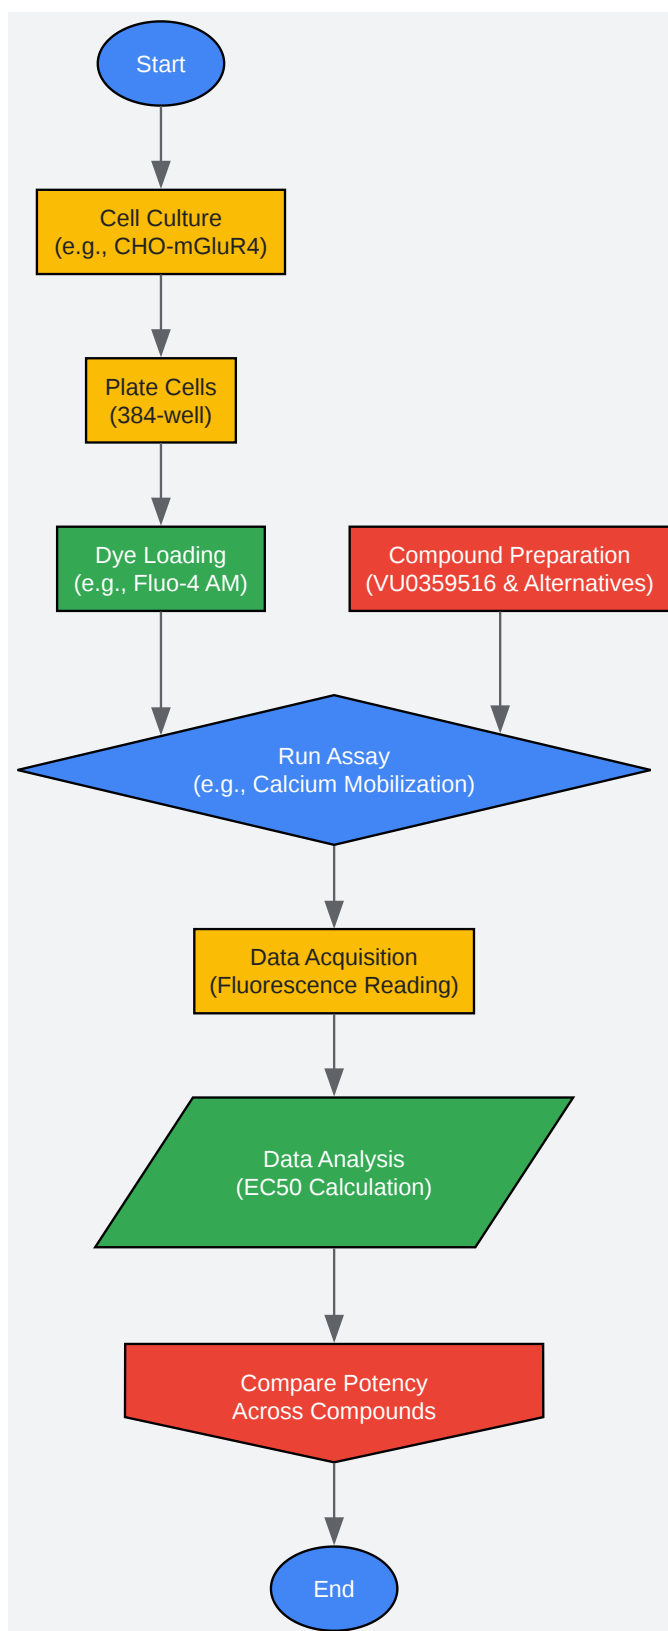 Start
Cell Culture
(e.g., CHO-mGluR4)
Plate Cells
(384-well)
Dye Loading
(e.g., Fluo-4 AM)
Compound Preparation
(VU0359516 & Alternatives)
Run Assay
(e.g., Calcium Mobilization)
Data Acquisition
(Fluorescence Reading)
Data Analysis
(EC50 Calculation)
Compare Potency
Across Compounds
End